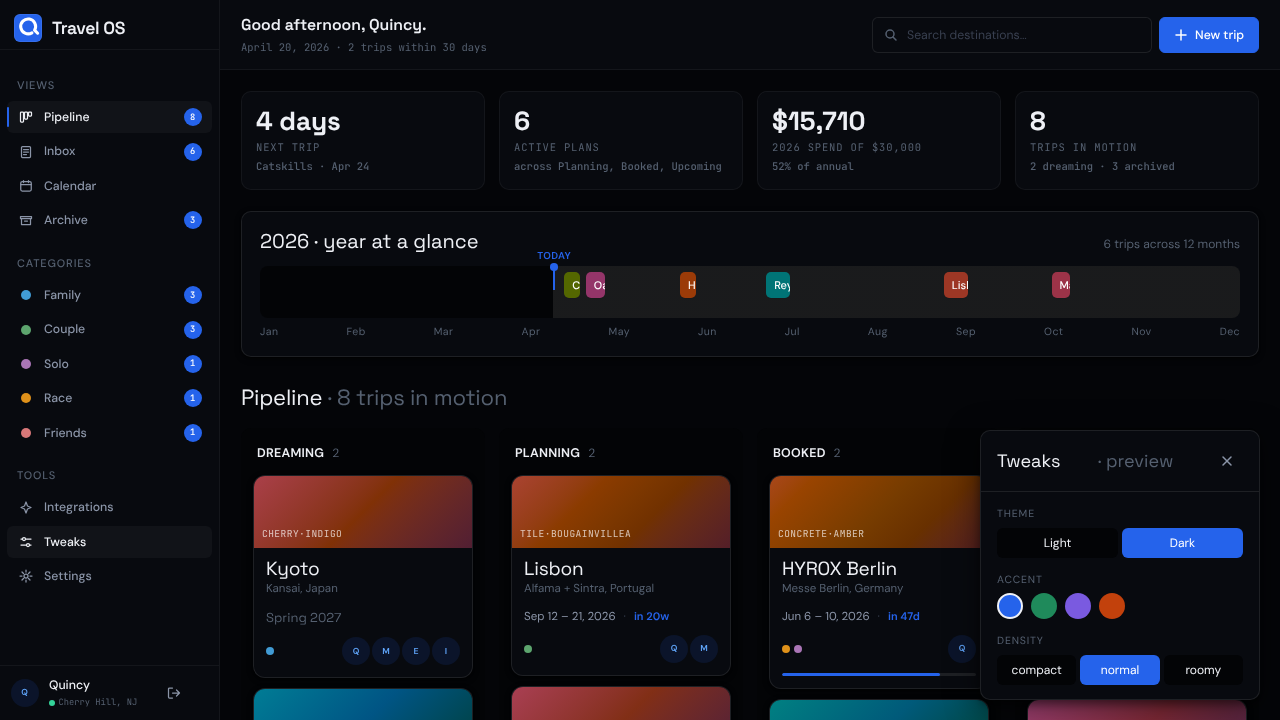 Travel OS
VIEWS
Pipeline 8
Inbox 6
Calendar
Archive 3
CATEGORIES
Family 3
Couple 3
Solo 1
Race 1
Friends 1
TOOLS
Integrations
Tweaks
Settings
Q Quincy
Cherry Hill, NJ
Good afternoon, Quincy.
April 20, 2026 · 2 trips within 30 days
Search destinations…
New trip
4 days
NEXT TRIP
Catskills · Apr 24
6
ACTIVE PLANS
across Planning, Booked, Upcoming
$15,710
2026 SPEND OF $30,000
52% of annual
8
TRIPS IN MOTION
2 dreaming · 3 archived
2026 · year at a glance
6 trips across 12 months
TODAY
C Oa H Rey Lisl Ma
Jan Feb Mar Apr May Jun Jul Aug Sep Oct Nov Dec
Pipeline · 8 trips in motion
DREAMING 2
CHERRY·INDIGO
Kyoto
Kansai, Japan
Spring 2027
Q M E I
PLANNING 2
TILE·BOUGAINVILLEA
Lisbon
Alfama + Sintra, Portugal
Sep 12 – 21, 2026 · in 20w
Q M
BOOKED 2
CONCRETE·AMBER
HYROX Berlin
Messe Berlin, Germany
Jun 6 – 10, 2026 · in 47d
Q
Tweaks · preview
THEME
Light Dark
ACCENT
DENSITY
compact normal roomy